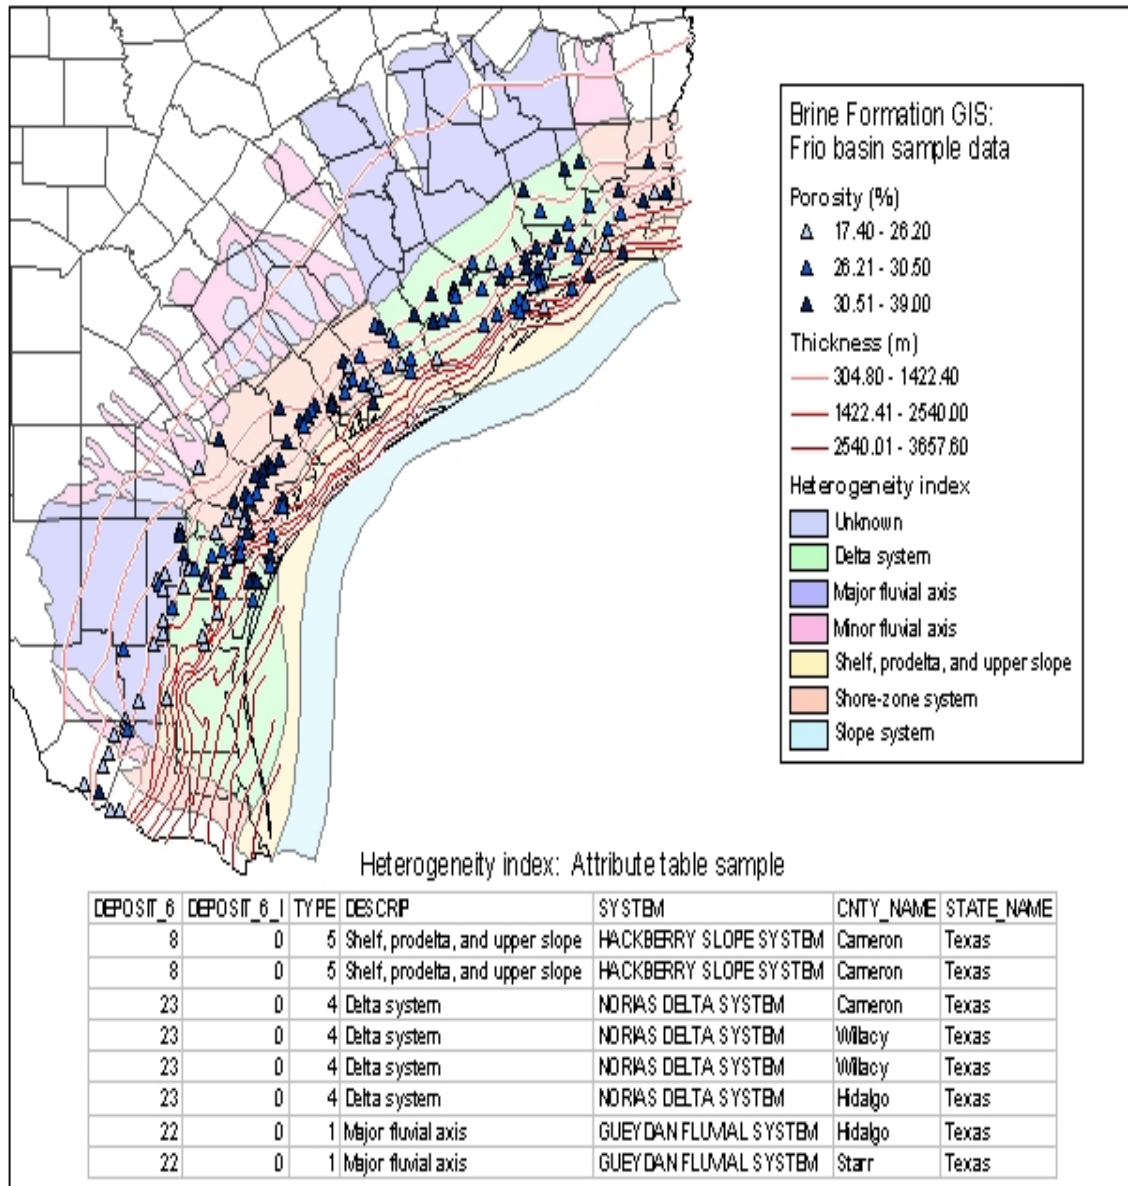 Brine Formation GIS:
Frio basin sample data
Porosity (%)
17.40 - 26.20
26.21 - 30.50
30.51 - 39.00
Thickness (m)
304.80 - 1422.40
1422.41 - 2540.00
2540.01 - 3657.60
Heterogeneity index
Unknown
Delta system
Major fluvial axis
Minor fluvial axis
Shelf, prodelta, and upper slope
Shore-zone system
Slope system
Heterogeneity index: Attribute table sample
DEPOSIT_6 DEPOSIT_6_I TYPE DESCRIP SYSTEM CNTY_NAME STATE_NAME
8 0 5 Shelf, prodelta, and upper slope HACKBERRY SLOPE SYSTEM Cameron Texas
8 0 5 Shelf, prodelta, and upper slope HACKBERRY SLOPE SYSTEM Cameron Texas
23 0 4 Delta system NORIAS DELTA SYSTEM Cameron Texas
23 0 4 Delta system NORIAS DELTA SYSTEM Willacy Texas
23 0 4 Delta system NORIAS DELTA SYSTEM Willacy Texas
23 0 4 Delta system NORIAS DELTA SYSTEM Hidalgo Texas
22 0 1 Major fluvial axis GUEYDAN FLUVIAL SYSTEM Hidalgo Texas
22 0 1 Major fluvial axis GUEYDAN FLUVIAL SYSTEM Starr Texas